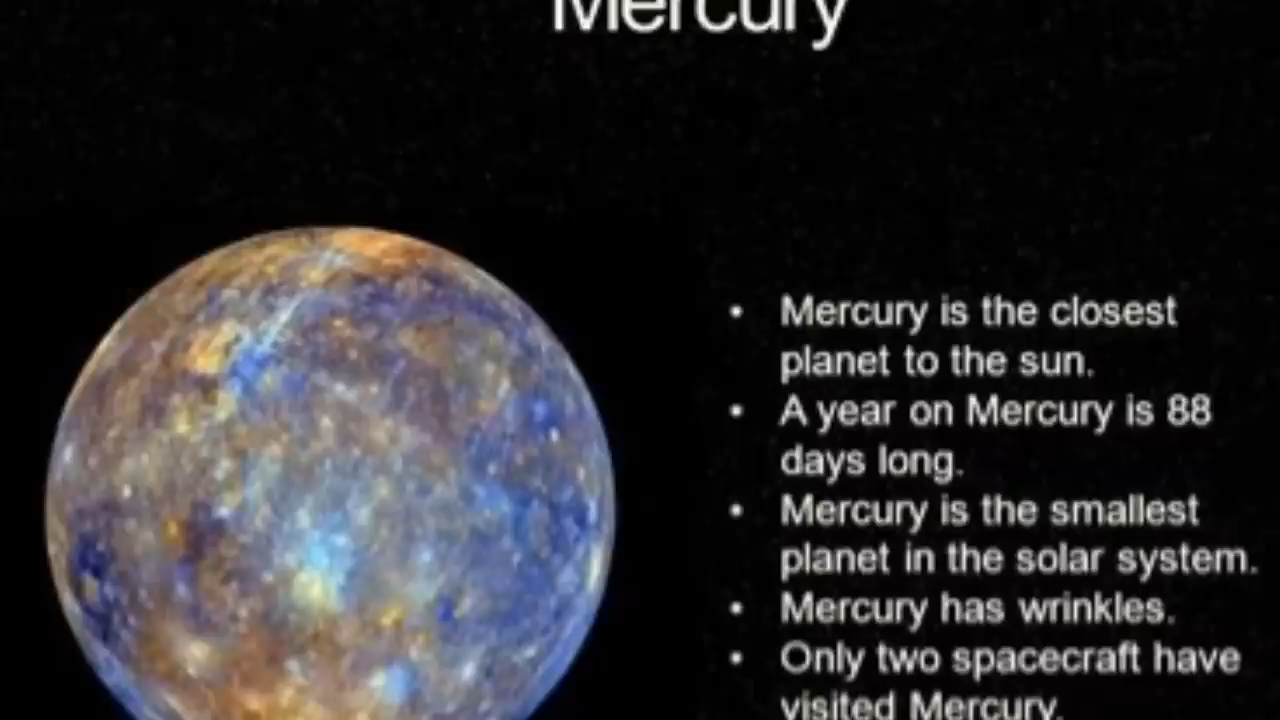 Mercury
• Mercury is the closest
planet to the sun.
• A year on Mercury is 88
days long.
• Mercury is the smallest
planet in the solar system.
• Mercury has wrinkles.
• Only two spacecraft have
visited Mercury.